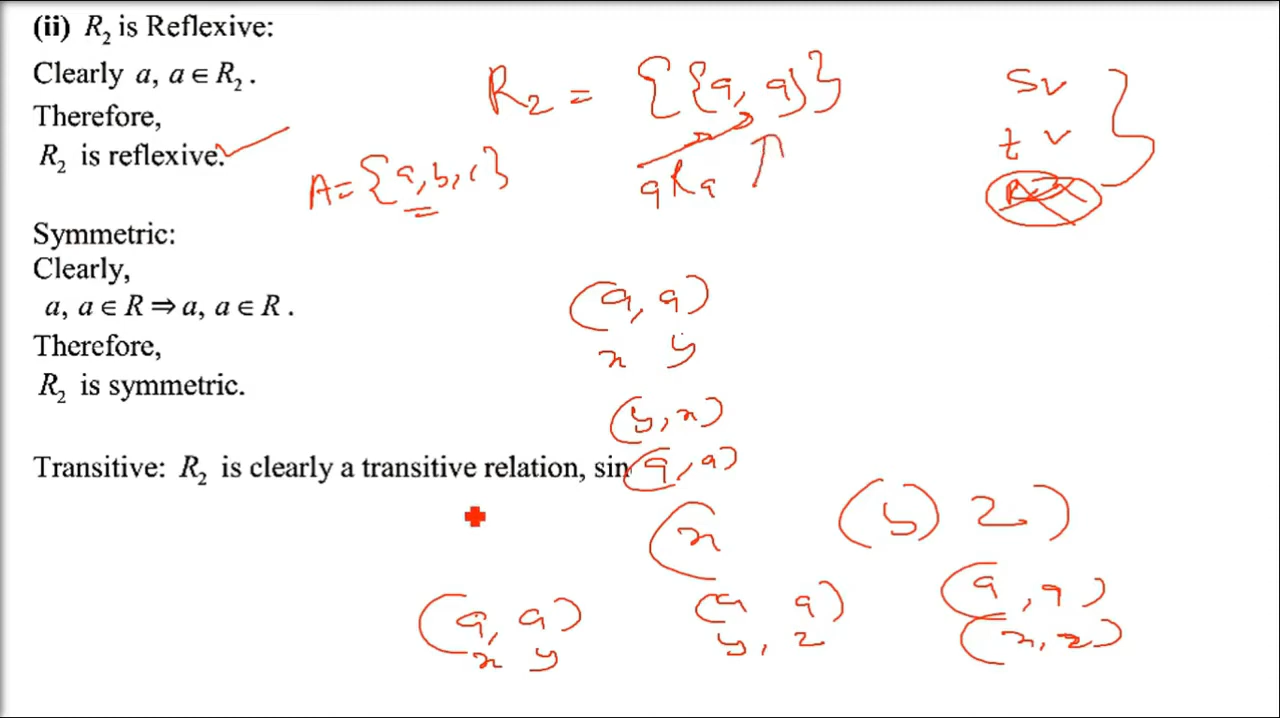 (ii) R₂ is Reflexive:
Clearly a, a ∈ R₂ .
Therefore,
R₂ is reflexive.
R₂ = {{a, a)}
A = {a, b, c}
a R a
S ✓
t ✓
Symmetric:
Clearly,
a, a ∈ R ⇒ a, a ∈ R .
Therefore,
R₂ is symmetric.
(a, a)
x y
(y, x)
(a, a)
Transitive: R₂ is clearly a transitive relation, sin
(x
(y) z)
(a, a)
x y
(a a)
y, z
(a, a)
(x, z)